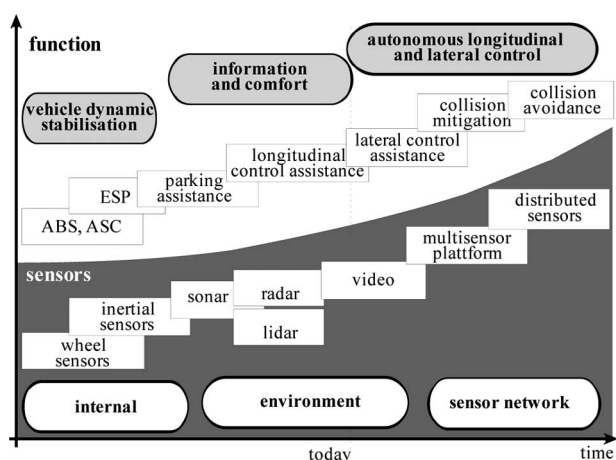 function
autonomous longitudinal
and lateral control
information
and comfort
vehicle dynamic
stabilisation
collision
avoidance
collision
mitigation
lateral control
assistance
longitudinal
control assistance
parking
assistance
ESP
ABS, ASC
sensors
distributed
sensors
multisensor
plattform
video
radar
lidar
sonar
inertial
sensors
wheel
sensors
internal
environment
sensor network
today
time